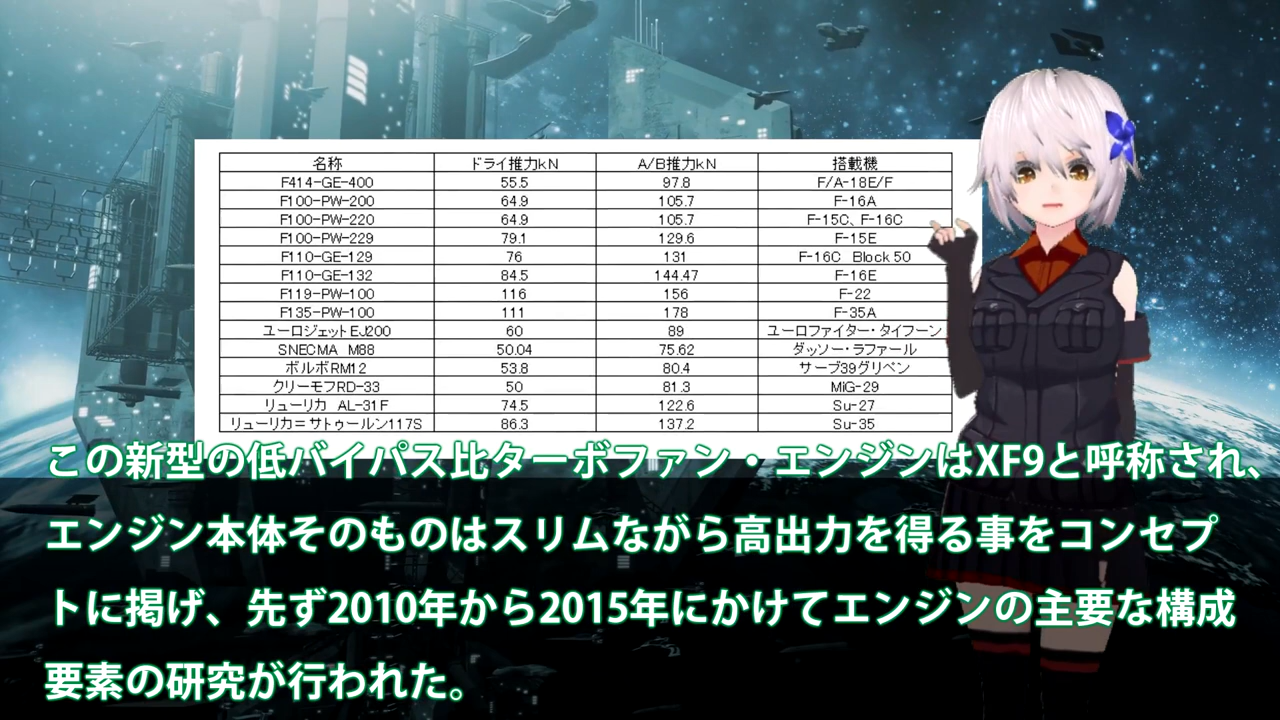 名称 ドライ推力kN A/B推力kN 搭載機
F414-GE-400 55.5 97.8 F/A-18E/F
F100-PW-200 64.9 105.7 F-16A
F100-PW-220 64.9 105.7 F-15C、F-16C
F100-PW-229 79.1 129.6 F-15E
F110-GE-129 76 131 F-16C Block 50
F110-GE-132 84.5 144.47 F-16E
F119-PW-100 116 156 F-22
F135-PW-100 111 178 F-35A
ユーロジェットEJ200 60 89 ユーロファイター・タイフーン
SNECMA M88 50.04 75.62 ダッソー・ラファール
ボルボRM12 53.8 80.4 サーブ39グリペン
クリーモフRD-33 50 81.3 MiG-29
リューリカ AL-31F 74.5 122.6 Su-27
リューリカ＝サトゥールン117S 86.3 137.2 Su-35
この新型の低バイパス比ターボファン・エンジンはXF9と呼称され、
エンジン本体そのものはスリムながら高出力を得る事をコンセプ
トに掲げ、先ず2010年から2015年にかけてエンジンの主要な構成
要素の研究が行われた。